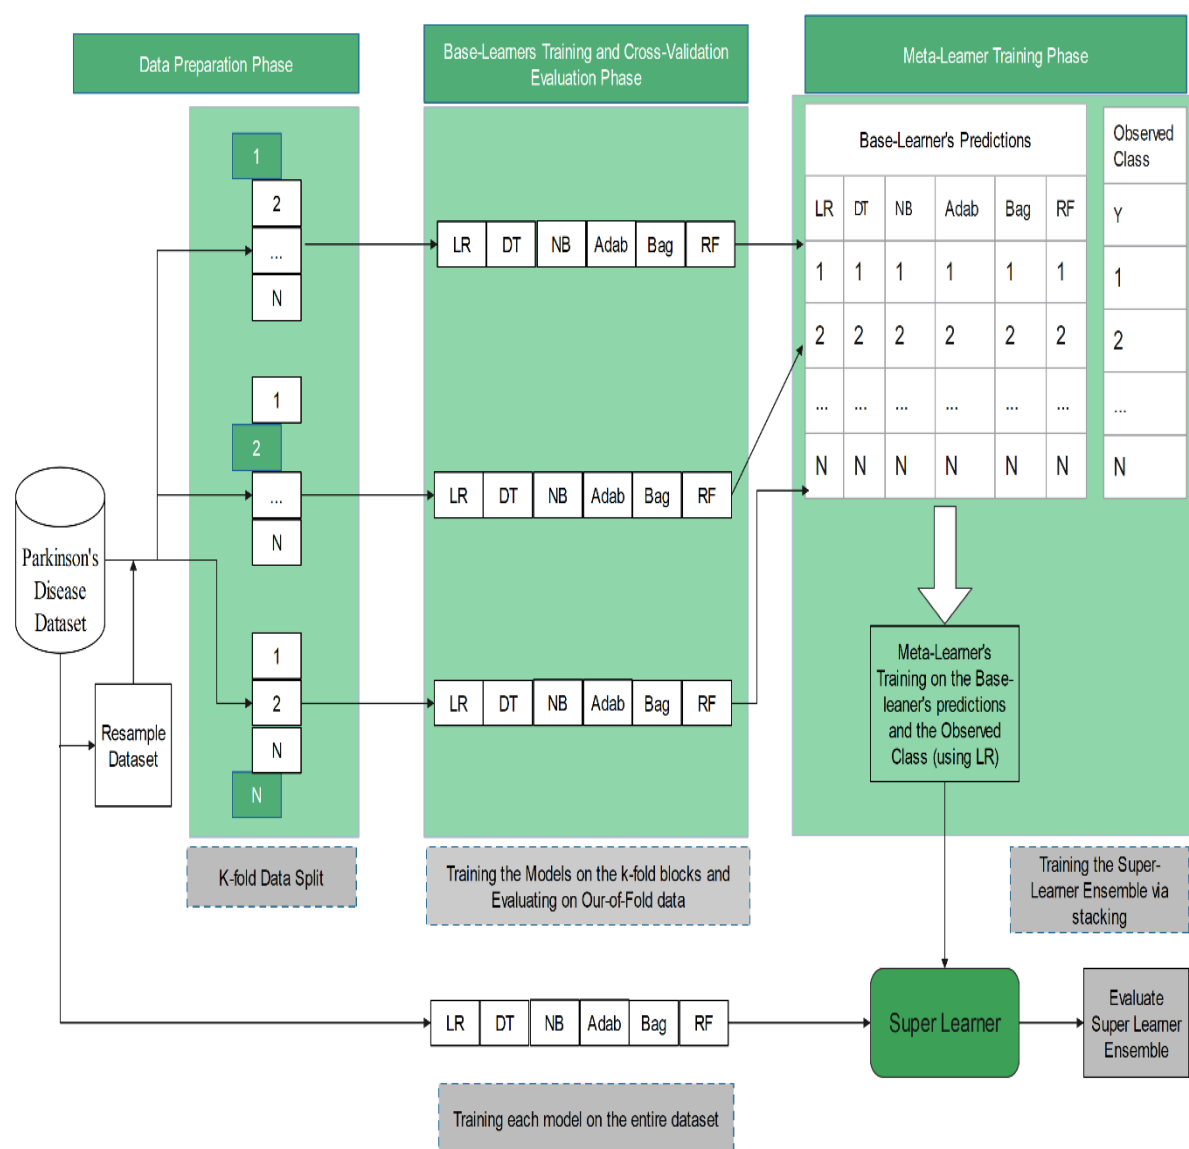 Data Preparation Phase
Base-Learners Training and Cross-Validation
Evaluation Phase
Meta-Learner Training Phase
1
2
...
N
1
2
...
N
1
2
N
N
Parkinson's
Disease
Dataset
Resample
Dataset
LR DT NB Adab Bag RF
LR DT NB Adab Bag RF
LR DT NB Adab Bag RF
Base-Learner's Predictions
LR DT NB Adab Bag RF
1 1 1 1 1 1
2 2 2 2 2 2
... ... ... ... ... ...
N N N N N N
Observed
Class
Y
1
2
...
N
Meta-Learner's
Training on the Base-
leaner's predictions
and the Observed
Class (using LR)
K-fold Data Split
Training the Models on the k-fold blocks and
Evaluating on Our-of-Fold data
Training the Super-
Learner Ensemble via
stacking
LR DT NB Adab Bag RF
Super Learner
Evaluate
Super Learner
Ensemble
Training each model on the entire dataset